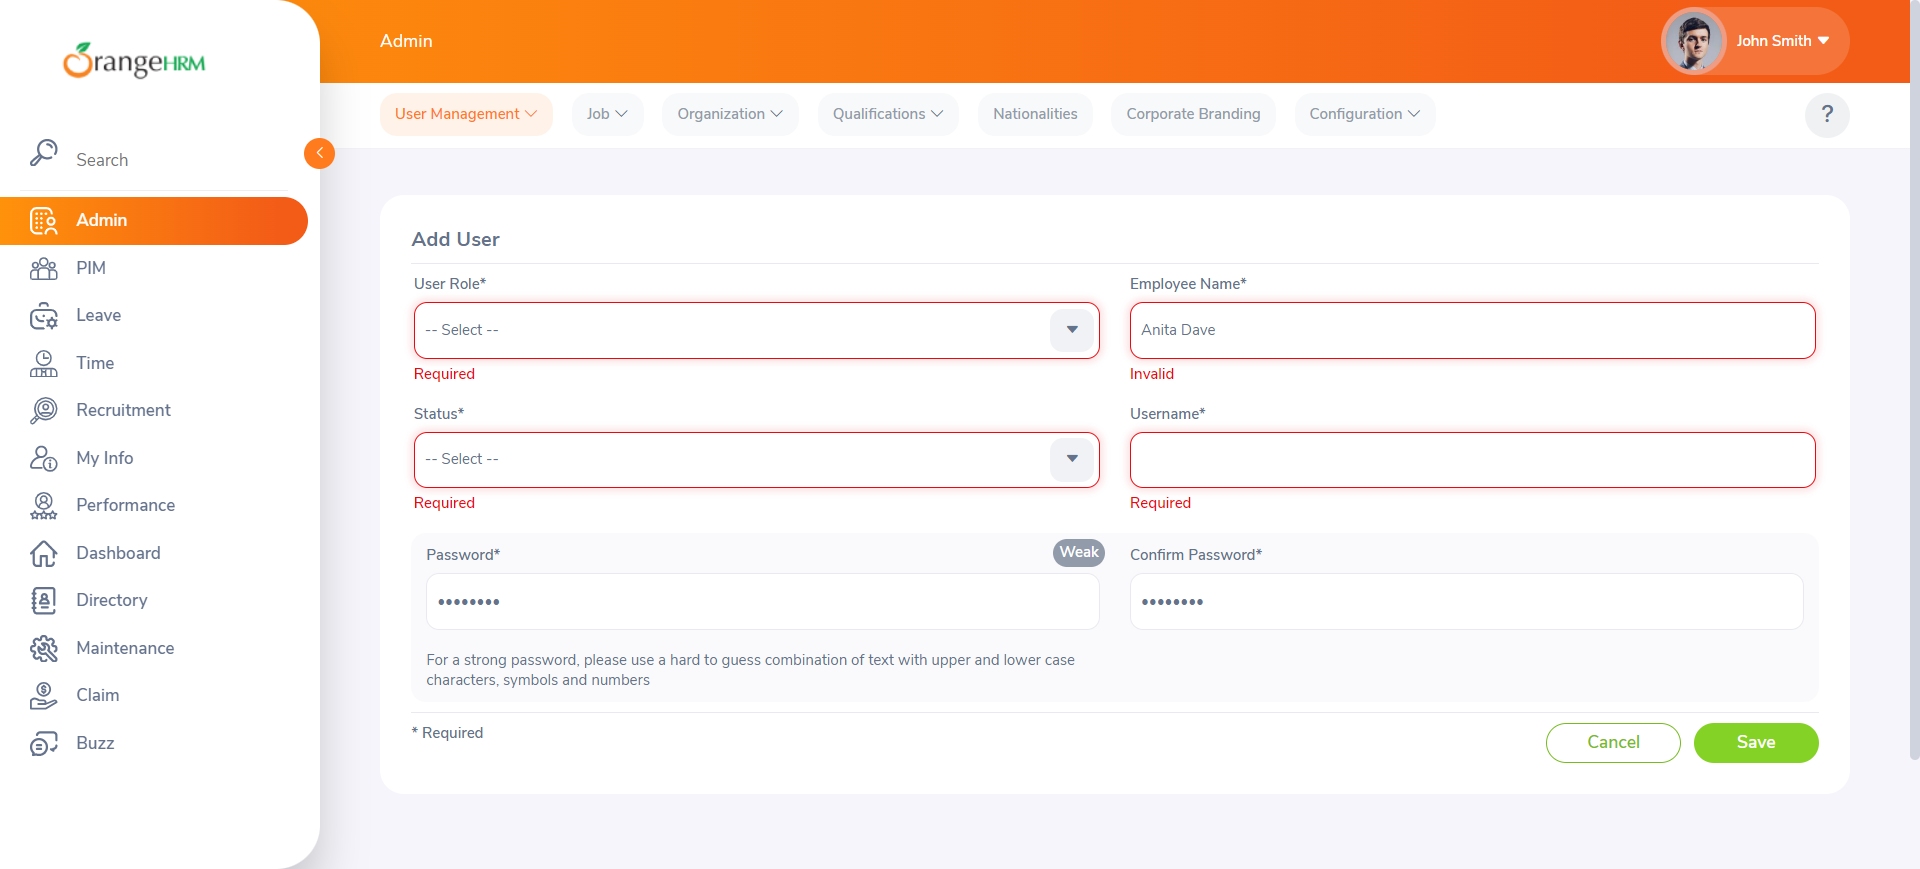 OrangeHRM
Search
Admin
PIM
Leave
Time
Recruitment
My Info
Performance
Dashboard
Directory
Maintenance
Claim
Buzz
Admin
John Smith
User Management
Job
Organization
Qualifications
Nationalities
Corporate Branding
Configuration
?
Add User
User Role*
-- Select --
Required
Employee Name*
Anita Dave
Invalid
Status*
-- Select --
Required
Username*
Required
Password*
Weak
••••••••
Confirm Password*
••••••••
For a strong password, please use a hard to guess combination of text with upper and lower case
characters, symbols and numbers
* Required
Cancel
Save